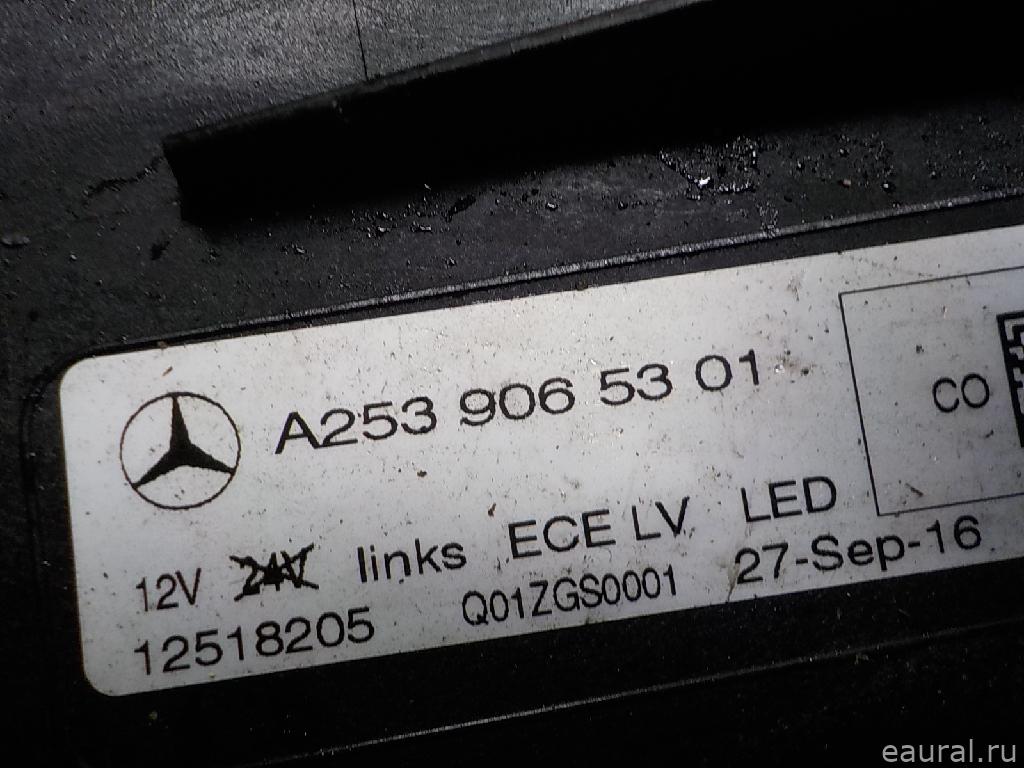 A253 906 53 01
CO
12V 24V links ECE LV LED
12518205 Q01ZGS0001 27-Sep-16
eaural.ru